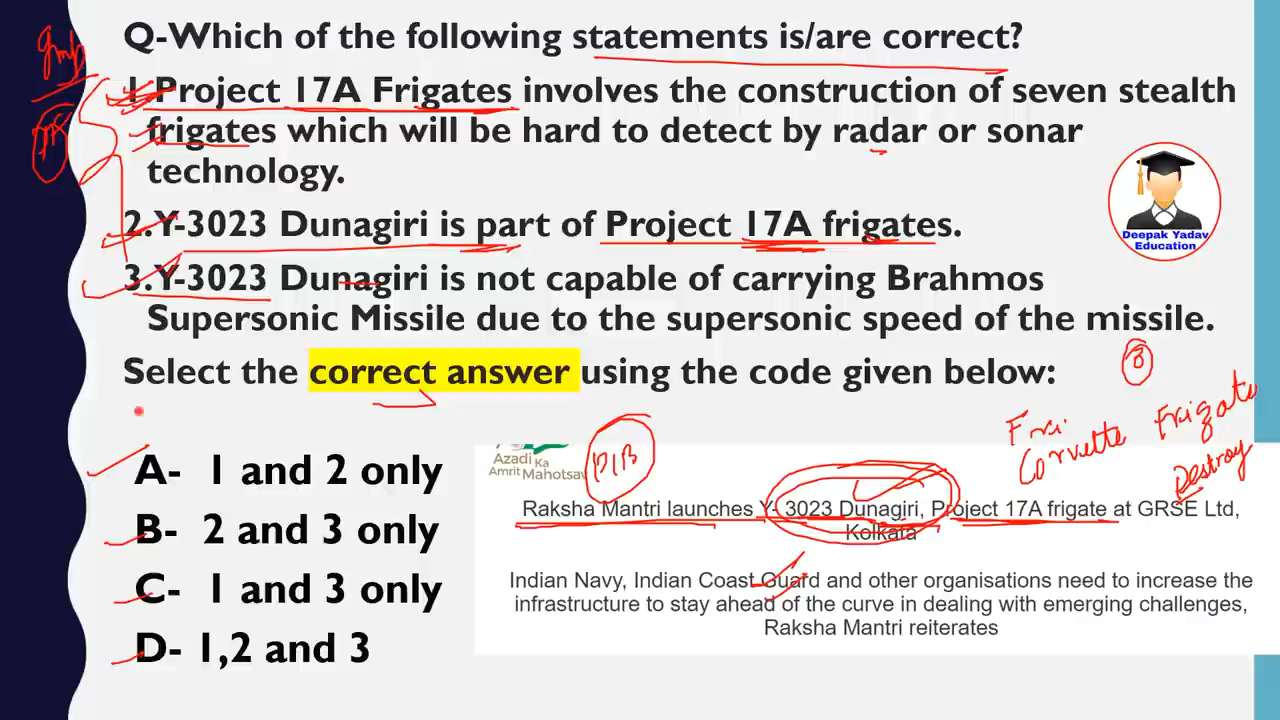 Q-Which of the following statements is/are correct?
1.Project 17A Frigates involves the construction of seven stealth
frigates which will be hard to detect by radar or sonar
technology.
2.Y-3023 Dunagiri is part of Project 17A frigates.
3.Y-3023 Dunagiri is not capable of carrying Brahmos
Supersonic Missile due to the supersonic speed of the missile.
Select the correct answer using the code given below:
A- 1 and 2 only
B- 2 and 3 only
C- 1 and 3 only
D- 1,2 and 3
Deepak Yadav
Education
Azadi Ka
Amrit Mahotsav
PIB
Raksha Mantri launches Y- 3023 Dunagiri, Project 17A frigate at GRSE Ltd,
Kolkata
Indian Navy, Indian Coast Guard and other organisations need to increase the
infrastructure to stay ahead of the curve in dealing with emerging challenges,
Raksha Mantri reiterates
Corvette
Frigate
Destroy